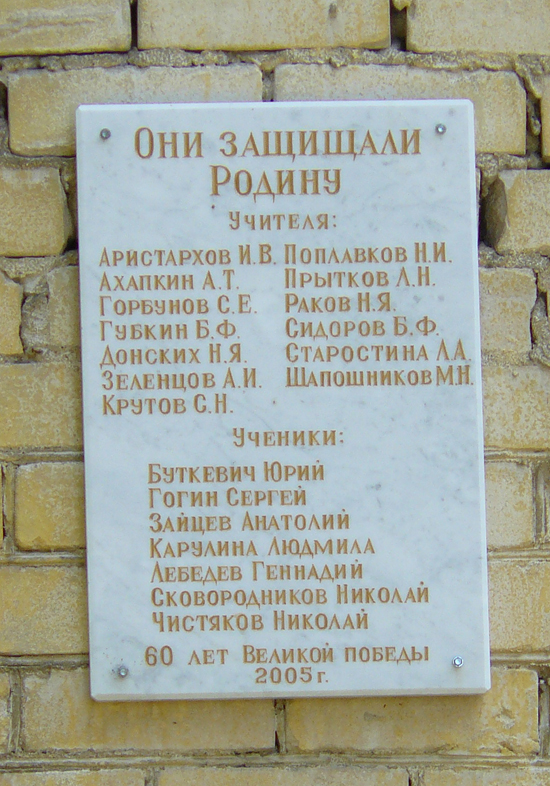 Они защищали
Родину
Учителя:
Аристархов И.В. Поплавков Н.И.
Ахапкин А.Т. Прытков Л.Н.
Горбунов С.Е. Раков Н.Я.
Губкин Б.Ф. Сидоров Б.Ф.
Донских Н.Я. Старостина Л.А.
Зеленцов А.И. Шапошников М.Н.
Крутов С.Н.
Ученики:
Буткевич Юрий
Гогин Сергей
Зайцев Анатолий
Карулина Людмила
Лебедев Геннадий
Сковородников Николай
Чистяков Николай
60 лет Великой победы
2005г.